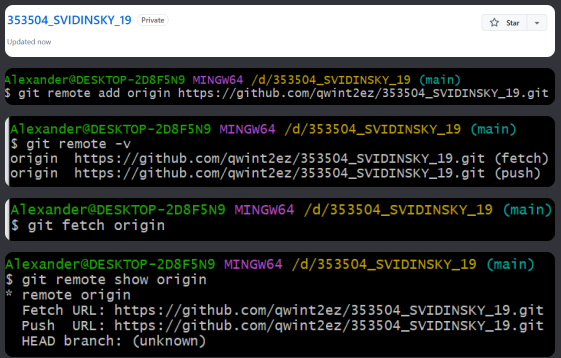 353504_SVIDINSKY_19 Private
Star
Updated now
Alexander@DESKTOP-2D8F5N9 MINGW64 /d/353504_SVIDINSKY_19 (main)
$ git remote add origin https://github.com/qwint2ez/353504_SVIDINSKY_19.git
Alexander@DESKTOP-2D8F5N9 MINGW64 /d/353504_SVIDINSKY_19 (main)
$ git remote -v
origin  https://github.com/qwint2ez/353504_SVIDINSKY_19.git (fetch)
origin  https://github.com/qwint2ez/353504_SVIDINSKY_19.git (push)
Alexander@DESKTOP-2D8F5N9 MINGW64 /d/353504_SVIDINSKY_19 (main)
$ git fetch origin
Alexander@DESKTOP-2D8F5N9 MINGW64 /d/353504_SVIDINSKY_19 (main)
$ git remote show origin
* remote origin
  Fetch URL: https://github.com/qwint2ez/353504_SVIDINSKY_19.git
  Push  URL: https://github.com/qwint2ez/353504_SVIDINSKY_19.git
  HEAD branch: (unknown)